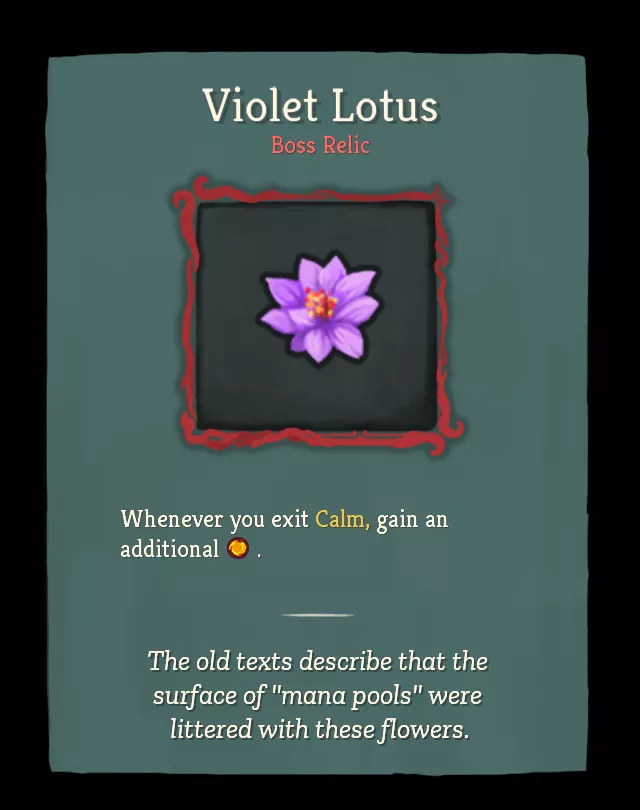 Violet Lotus
Boss Relic
Whenever you exit Calm, gain an
additional .
The old texts describe that the
surface of "mana pools" were
littered with these flowers.